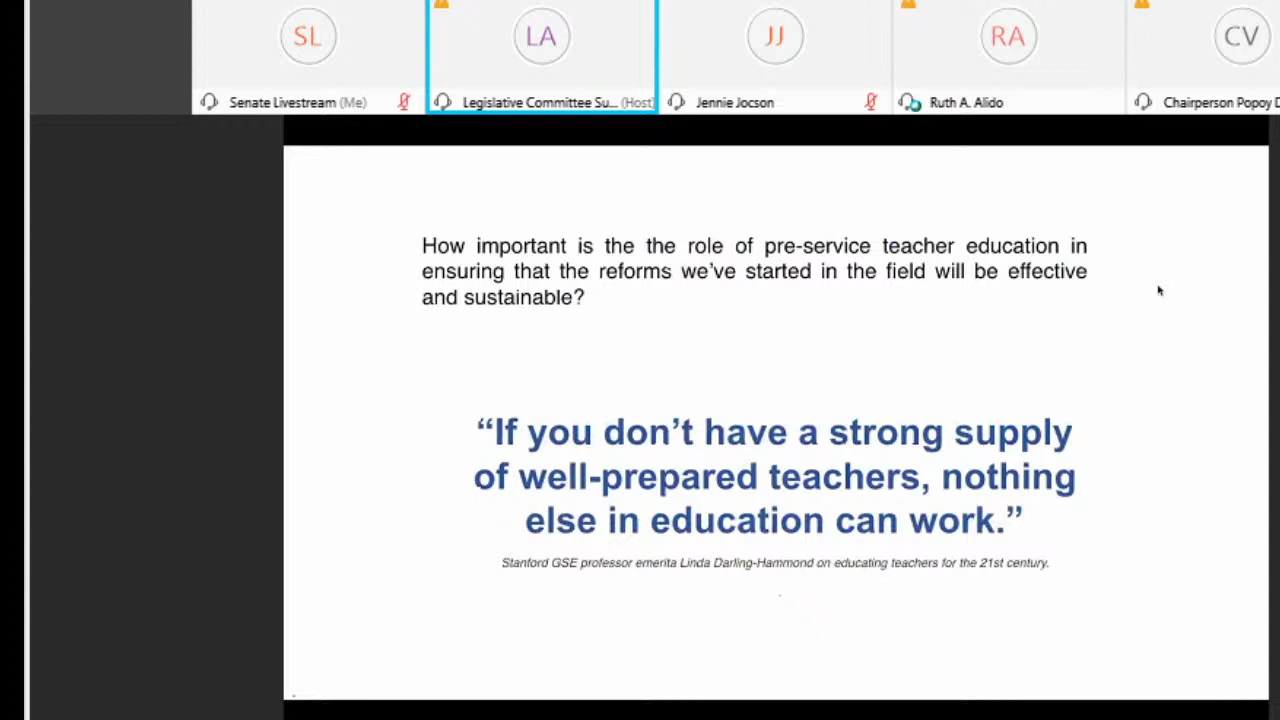 SL
LA
JJ
RA
CV
Senate Livestream (Me)
Legislative Committee Su... (Host)
Jennie Jocson
Ruth A. Alido
Chairperson Popoy D
How important is the the role of pre-service teacher education in
ensuring that the reforms we’ve started in the field will be effective
and sustainable?
“If you don’t have a strong supply
of well-prepared teachers, nothing
else in education can work.”
Stanford GSE professor emerita Linda Darling-Hammond on educating teachers for the 21st century.